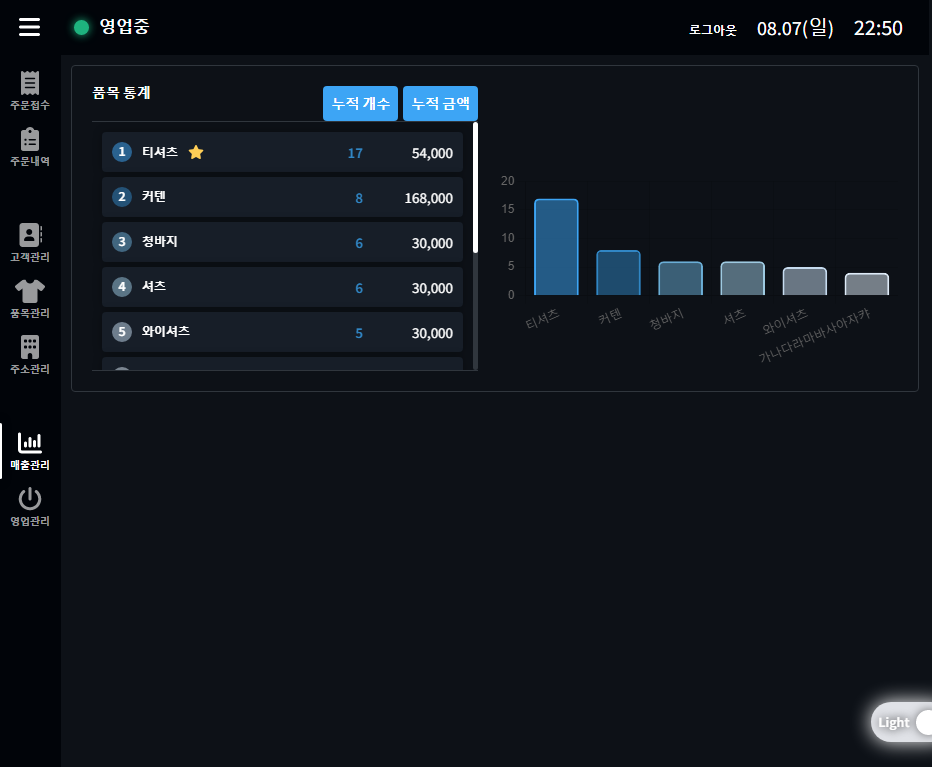 영업중
로그아웃 08.07(일) 22:50
주문접수
주문내역
고객관리
품목관리
주소관리
매출관리
영업관리
품목 통계
누적 개수 누적 금액
1 티셔츠 17 54,000
2 커텐 8 168,000
3 청바지 6 30,000
4 셔츠 6 30,000
5 와이셔츠 5 30,000
20
15
10
5
0
티셔츠 커텐 청바지 셔츠 와이셔츠 가나다라마바사아자카
Light